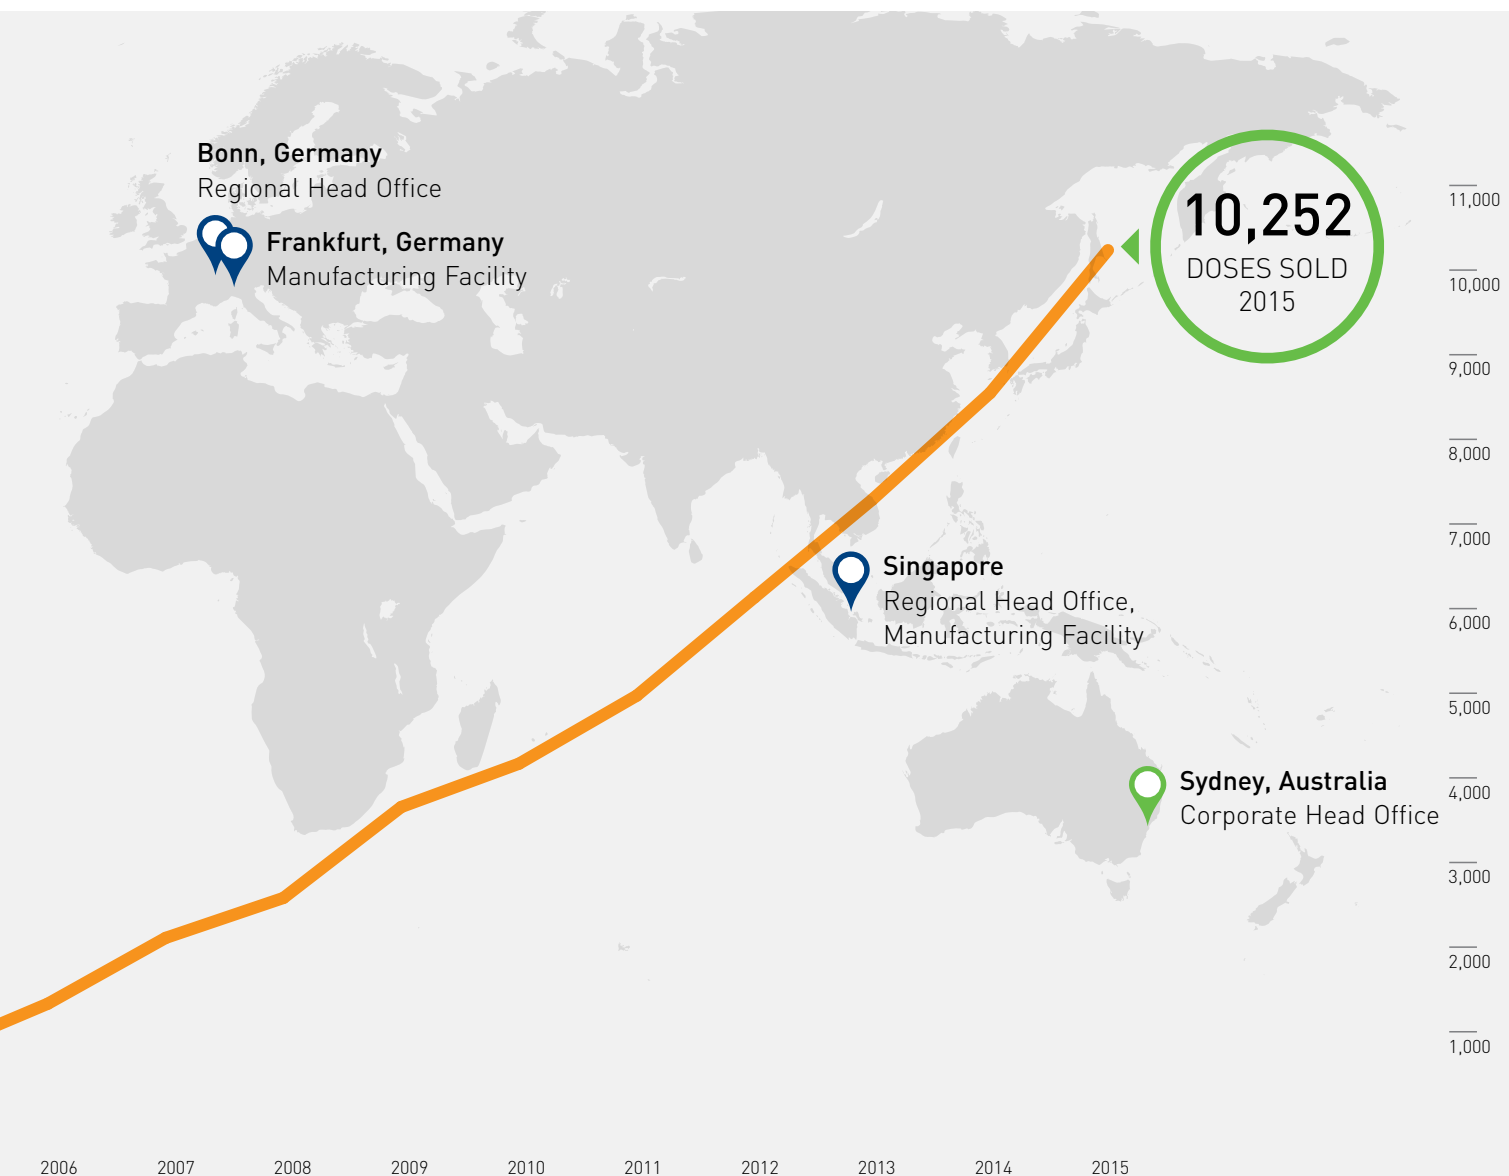 Bonn, Germany
Regional Head Office
Frankfurt, Germany
Manufacturing Facility
10,252
DOSES SOLD
2015
Singapore
Regional Head Office,
Manufacturing Facility
Sydney, Australia
Corporate Head Office
11,000
10,000
9,000
8,000
7,000
6,000
5,000
4,000
3,000
2,000
1,000
2006 2007 2008 2009 2010 2011 2012 2013 2014 2015